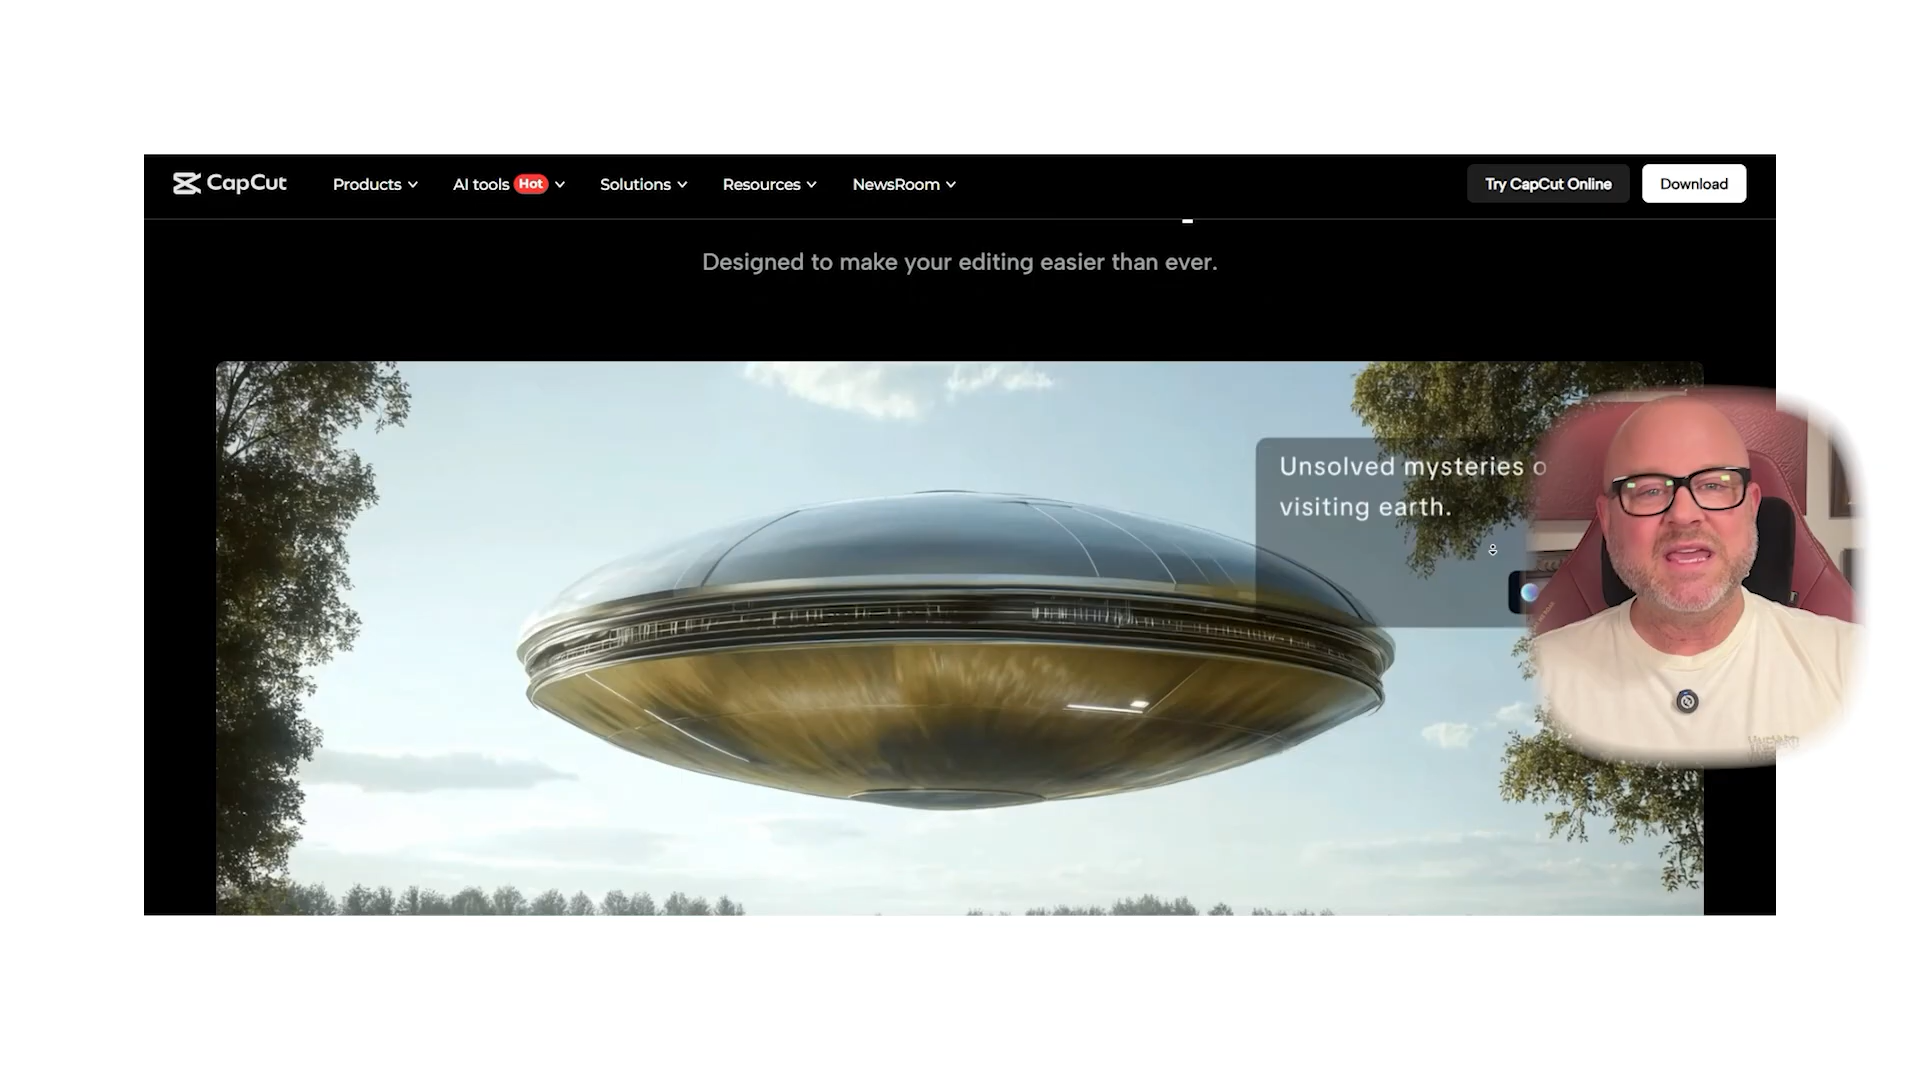 CapCut Products AI tools Hot Solutions Resources NewsRoom Try CapCut Online Download
Designed to make your editing easier than ever.
Unsolved mysteries o
visiting earth.